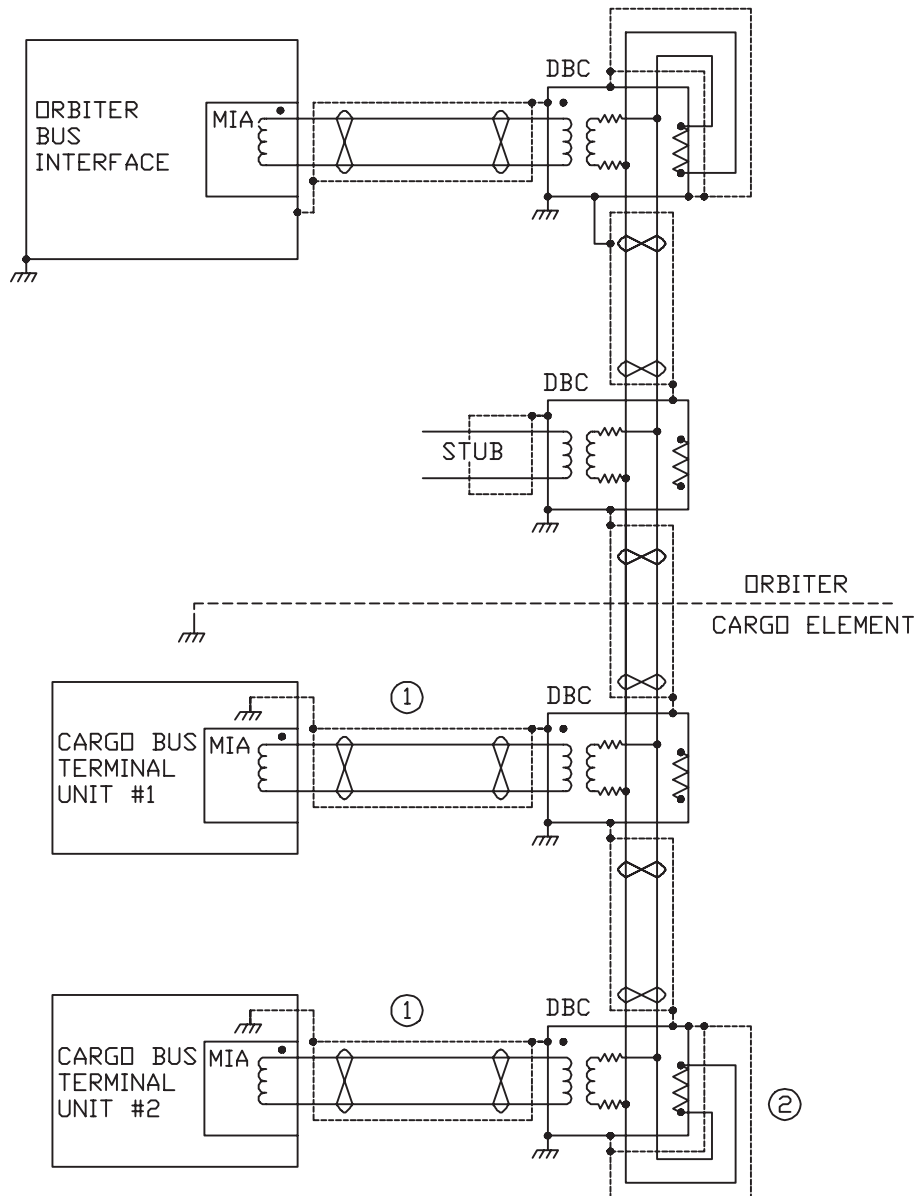 DBC
ORBITER
BUS
INTERFACE
MIA
DBC
STUB
ORBITER
CARGO ELEMENT
1
DBC
CARGO BUS
TERMINAL
UNIT #1
MIA
1
DBC
CARGO BUS
TERMINAL
UNIT #2
MIA
2